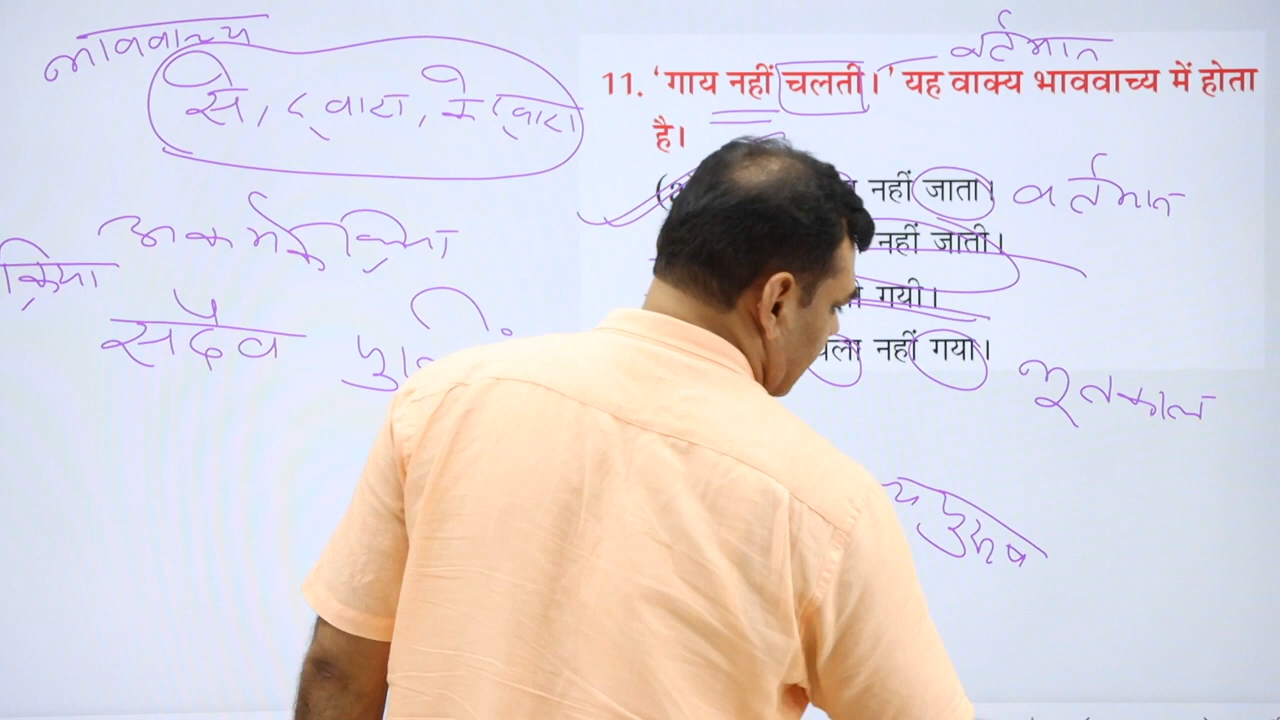 भाववाच्य
से, द्वारा, के द्वारा
अकर्मक क्रिया
क्रिया
सदैव
वर्तमान
11. 'गाय नहीं चलती।' यह वाक्य भाववाच्य में होता
है।
नहीं जाता। वर्तमान
नहीं जाती।
गयी।
चला नहीं गया।
भूतकाल
पुरुष